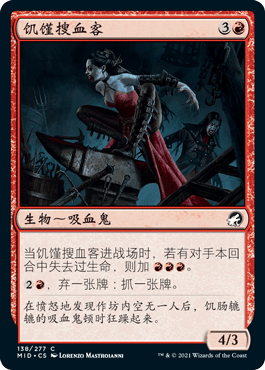 饥馑搜血客 3
生物～吸血鬼
当饥馑搜血客进战场时，若有对手本回
合中失去过生命，则加。
2，弃一张牌：抓一张牌。
在愤怒地发现作坊内空无一人后，饥肠辘
辘的吸血鬼顿时狂躁起来。
4/3
138/277 C
MID • CS LORENZO MASTROIANNI
™ & © 2021 Wizards of the Coast